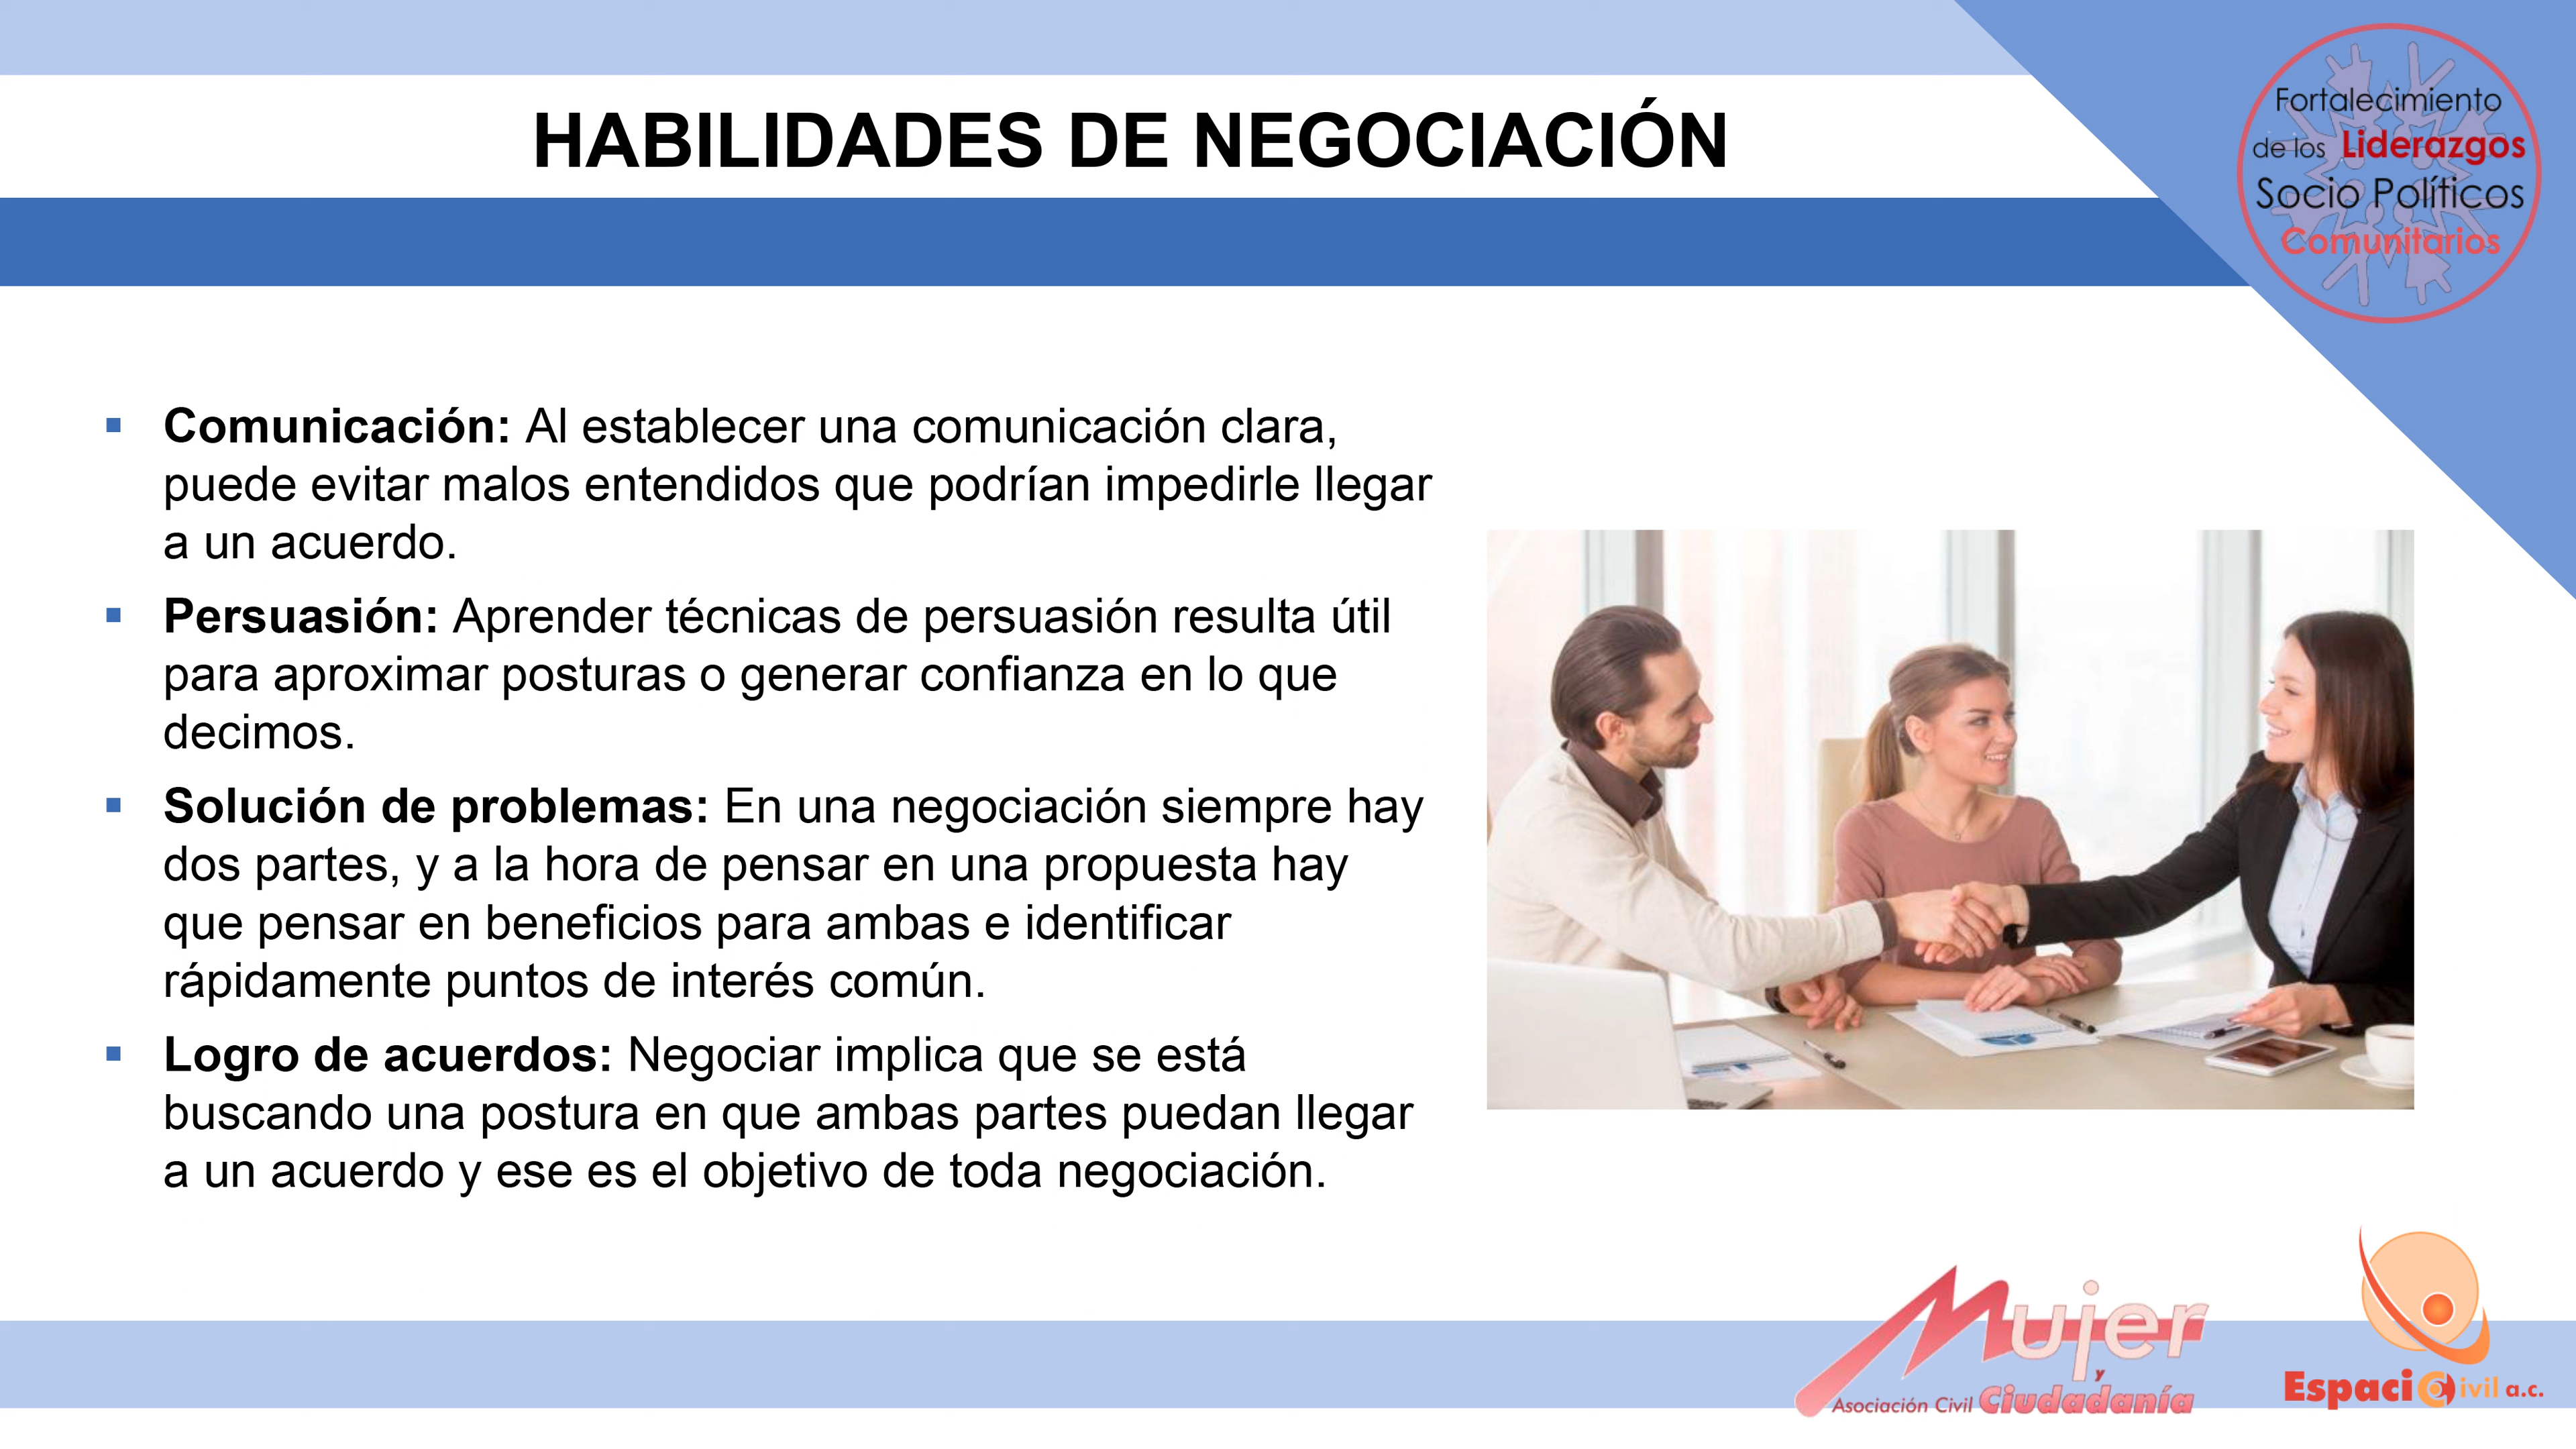 HABILIDADES DE NEGOCIACIÓN
Fortalecimiento
de los Liderazgos
Socio Políticos
Comunitarios
▪ Comunicación: Al establecer una comunicación clara,
puede evitar malos entendidos que podrían impedirle llegar
a un acuerdo.
▪ Persuasión: Aprender técnicas de persuasión resulta útil
para aproximar posturas o generar confianza en lo que
decimos.
▪ Solución de problemas: En una negociación siempre hay
dos partes, y a la hora de pensar en una propuesta hay
que pensar en beneficios para ambas e identificar
rápidamente puntos de interés común.
▪ Logro de acuerdos: Negociar implica que se está
buscando una postura en que ambas partes puedan llegar
a un acuerdo y ese es el objetivo de toda negociación.
Mujer
y
Asociación Civil Ciudadanía
EspaciCivil a.c.